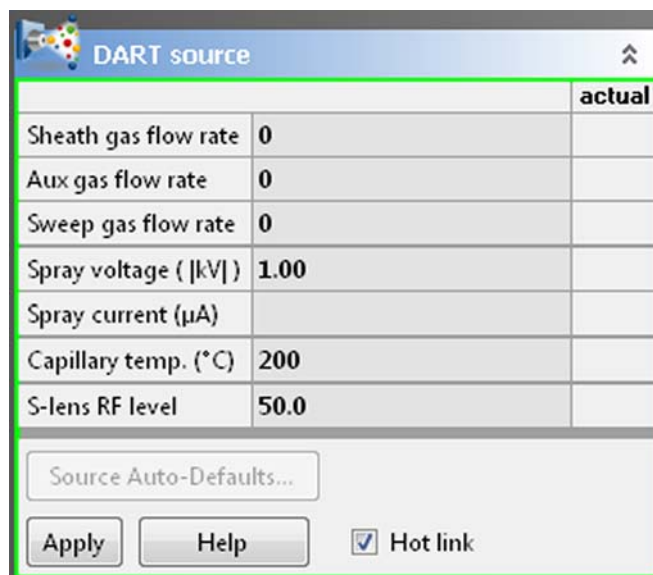 DART source
actual
Sheath gas flow rate 0
Aux gas flow rate 0
Sweep gas flow rate 0
Spray voltage ( |kV| ) 1.00
Spray current (µA)
Capillary temp. (°C) 200
S-lens RF level 50.0
Source Auto-Defaults...
Apply Help Hot link